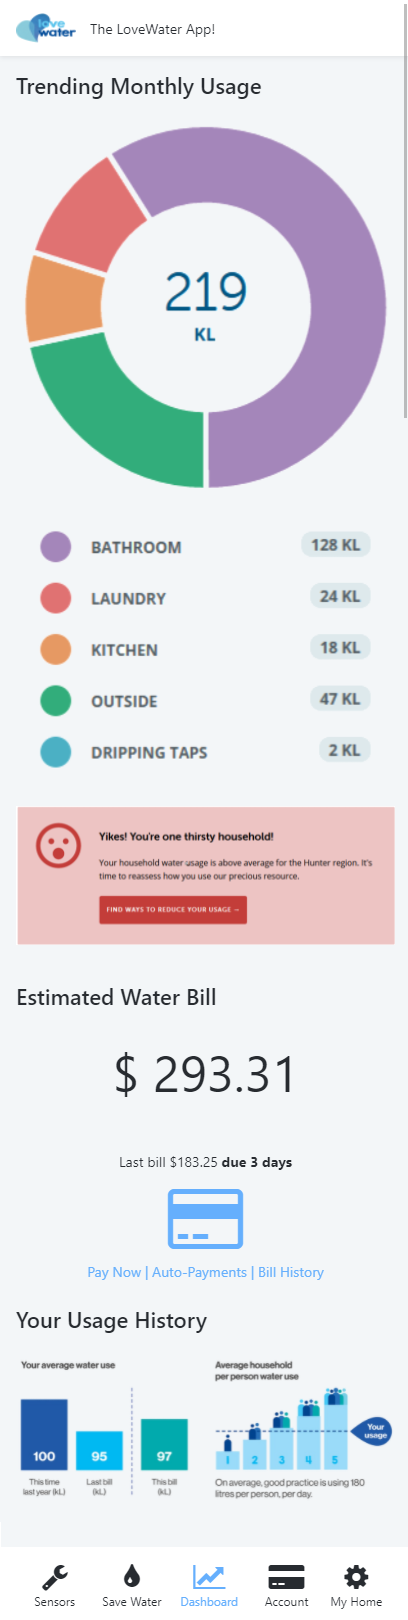 love
water
The LoveWater App!
Trending Monthly Usage
219
KL
BATHROOM 128 KL
LAUNDRY 24 KL
KITCHEN 18 KL
OUTSIDE 47 KL
DRIPPING TAPS 2 KL
Yikes! You're one thirsty household!
Your household water usage is above average for the Hunter region. It's
time to reassess how you use our precious resource.
FIND WAYS TO REDUCE YOUR USAGE →
Estimated Water Bill
$ 293.31
Last bill $183.25 due 3 days
Pay Now | Auto-Payments | Bill History
Your Usage History
Your average water use
100
95
97
This time
last year (kL)
Last bill
(kL)
This bill
(kL)
Average household
per person water use
Your
usage
1 2 3 4 5
On average, good practice is using 180
litres per person, per day.
Sensors Save Water Dashboard Account My Home